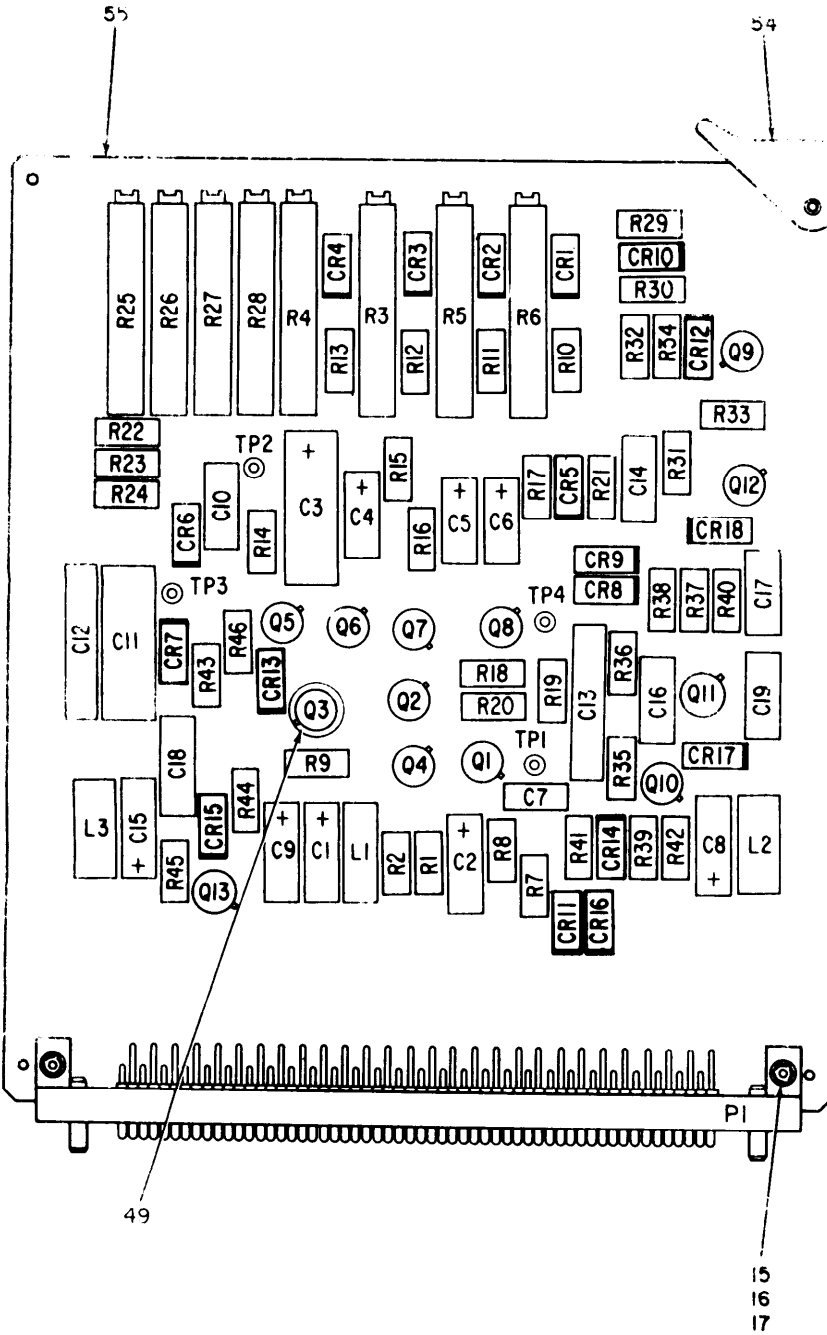 55
54
R29
CR4
CR3
CR2
CR1
CR10
R30
R25
R26
R27
R28
R4
R3
R5
R6
R13
R12
R11
R10
R32
R34
CR12
Q9
R33
R22
R23
R24
TP2
+
C3
R15
+
C4
+
C5
+
C6
R17
CR5
R21
C14
R31
Q12
CR6
C10
R14
R16
CR18
CR9
CR8
TP3
TP4
C12
C11
CR7
R43
R46
CR13
Q5
Q6
Q7
Q8
R38
R37
R40
C17
R18
R20
R19
C13
R36
C16
Q11
C19
Q3
Q2
C18
R9
Q4
Q1
TP1
R35
Q10
CR17
C7
L3
C15
+
CR15
R44
+
C9
+
C1
L1
R2
R1
+
C2
R8
R7
R41
CR14
R39
R42
C8
+
L2
R45
Q13
CR11
CR16
P1
49
15
16
17